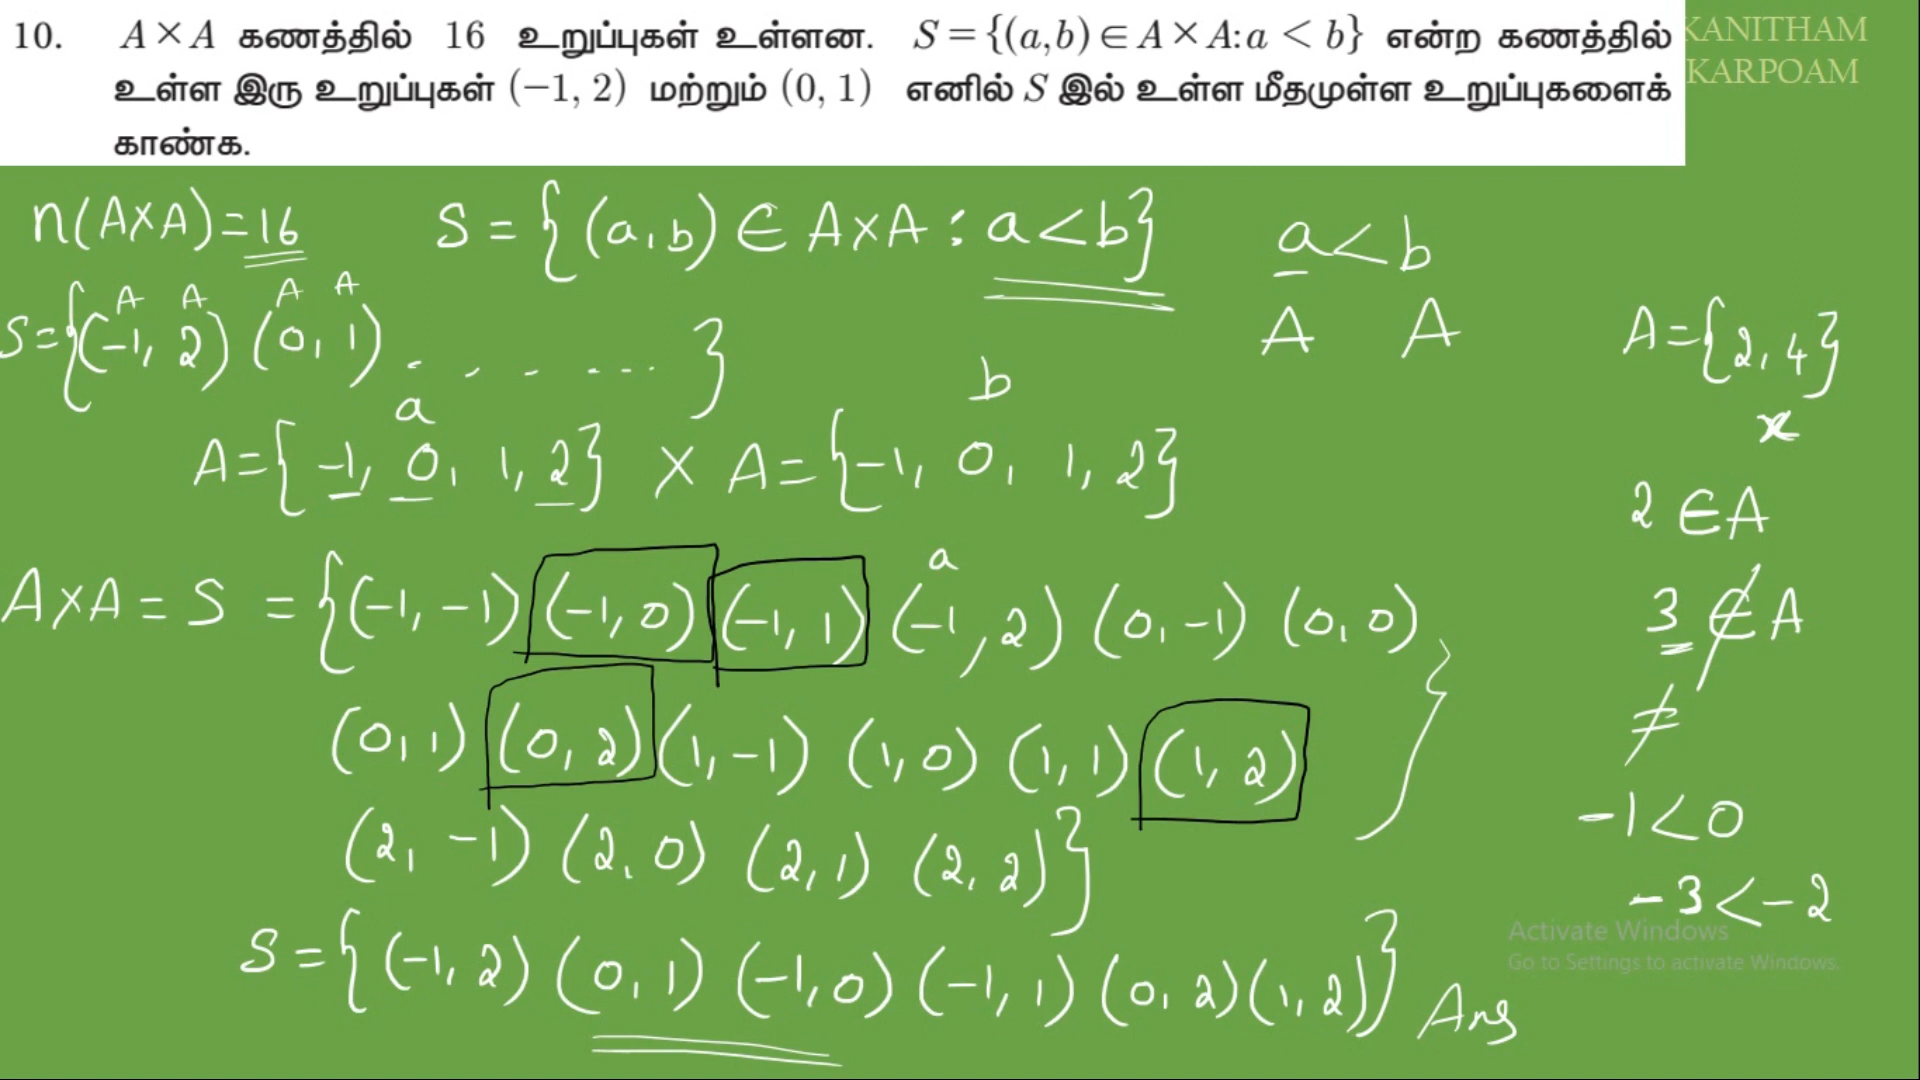 10. A×A கணத்தில் 16 உறுப்புகள் உள்ளன. S={(a,b)∈A×A:a < b} என்ற கணத்தில்
உள்ள இரு உறுப்புகள் (−1, 2) மற்றும் (0, 1) எனில் S இல் உள்ள மீதமுள்ள உறுப்புகளைக்
காண்க.
KANITHAM
KARPOAM
n(A×A)=16 S={(a,b)∈A×A:a<b} a<b
A A A A
S={(-1, 2) (0, 1) . . . . . . . }
A A
A={2,4}
x
a b
A={-1, 0, 1, 2} × A={-1, 0, 1, 2}
2∈A
a
A×A=S={(-1,-1) (-1,0) (-1,1) (-1,2) (0,-1) (0,0)
3∉A
(0,1) (0,2) (1,-1) (1,0) (1,1) (1,2) }
≠
-1<0
(2,-1) (2,0) (2,1) (2,2)}
-3<-2
S={(-1,2) (0,1) (-1,0) (-1,1) (0,2) (1,2)} Ans
Activate Windows
Go to Settings to activate Windows.